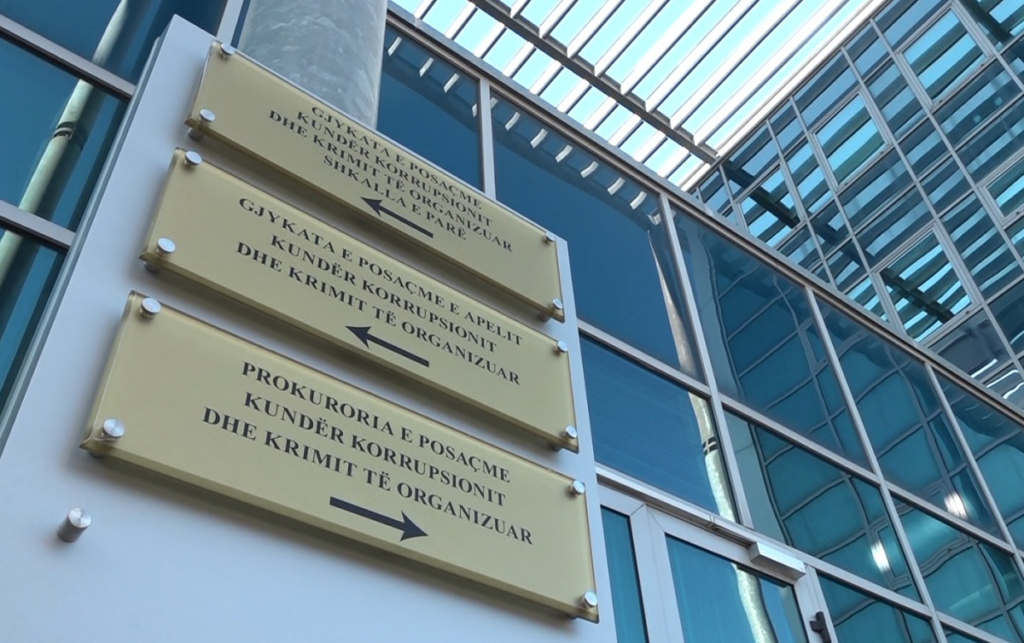 GJYKATA E POSAÇME
KUNDËR KORRUPSIONIT
DHE KRIMIT TË ORGANIZUAR
SHKALLA E PARË
GJYKATA E POSAÇME E APELIT
KUNDËR KORRUPSIONIT
DHE KRIMIT TË ORGANIZUAR
PROKURORIA E POSAÇME
KUNDËR KORRUPSIONIT
DHE KRIMIT TË ORGANIZUAR